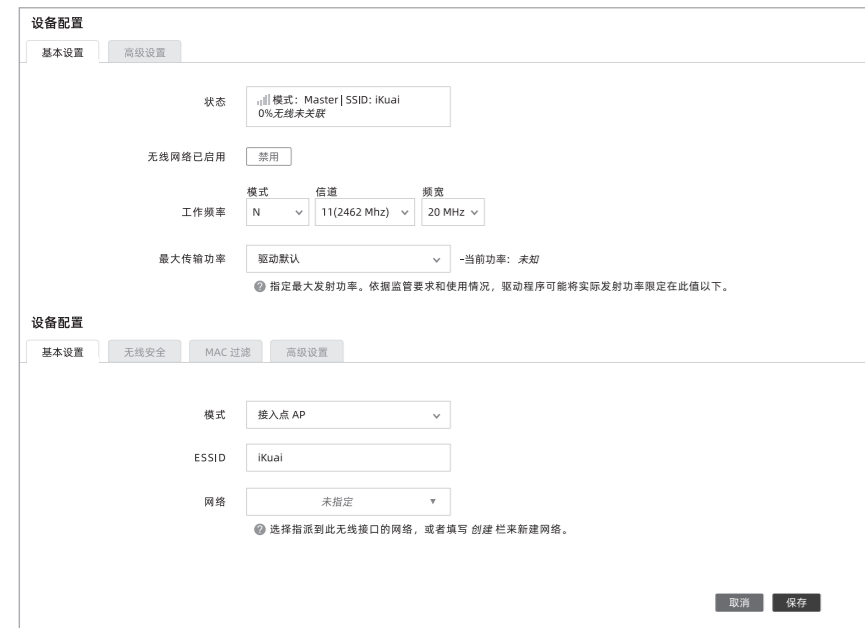 设备配置
基本设置 高级设置
状态 模式：Master | SSID: iKuai
0%无线未关联
无线网络已启用 禁用
模式 信道 频宽
工作频率 N 11(2462 Mhz) 20 MHz
最大传输功率 驱动默认 -当前功率：未知
? 指定最大发射功率。依据监管要求和使用情况，驱动程序可能将实际发射功率限定在此值以下。
设备配置
基本设置 无线安全 MAC 过滤 高级设置
模式 接入点 AP
ESSID iKuai
网络 未指定
? 选择指派到此无线接口的网络，或者填写 创建 栏来新建网络。
取消 保存